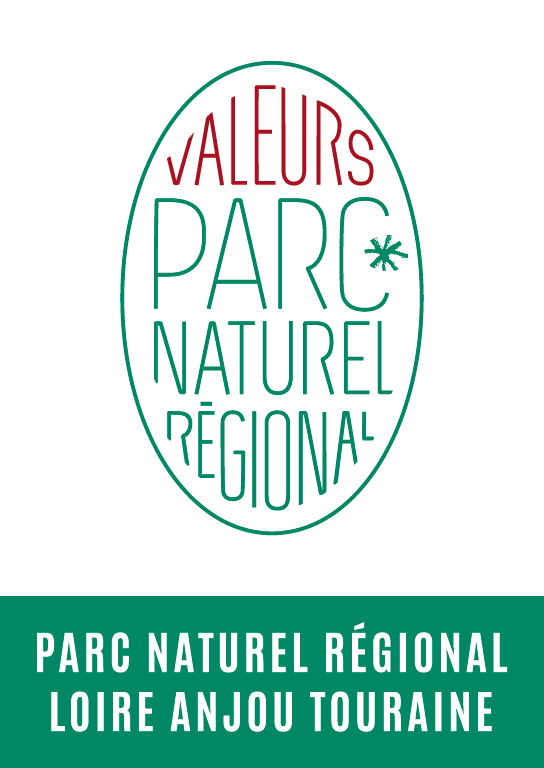 VALEURS
PARC*
NATUREL
RÉGIONAL
PARC NATUREL RÉGIONAL
LOIRE ANJOU TOURAINE